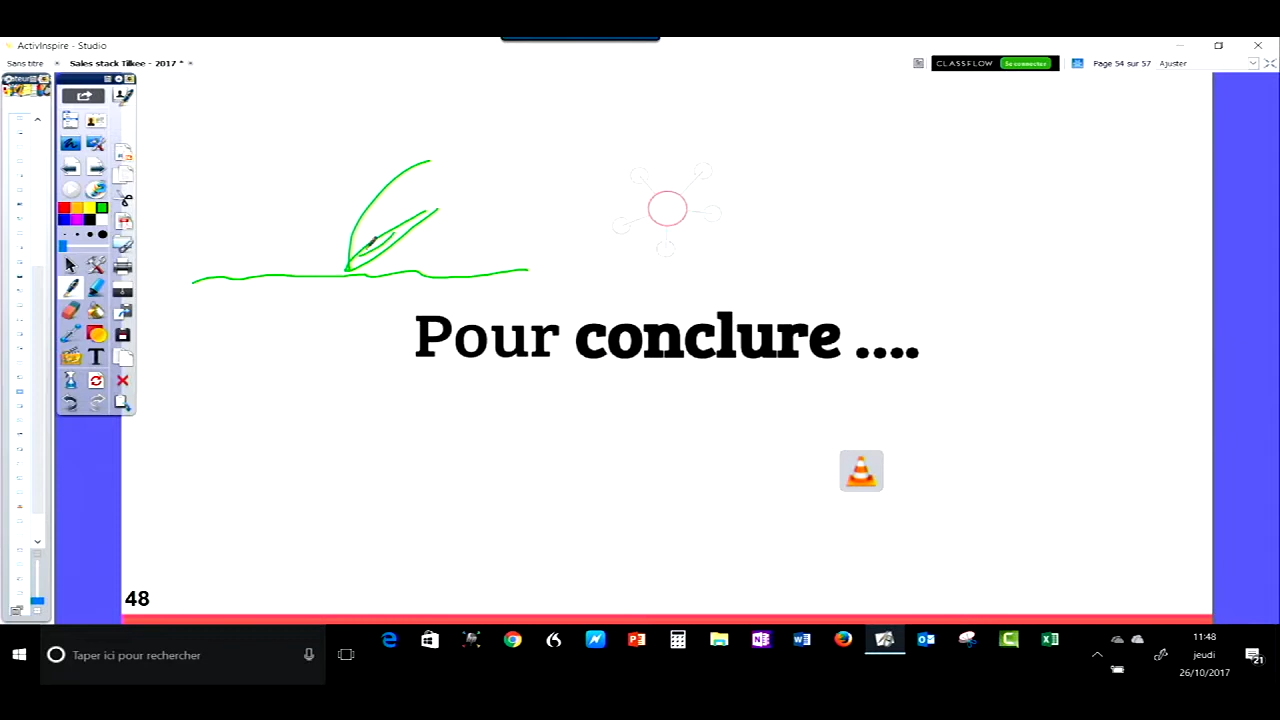 ActivInspire - Studio
Sans titre
Sales stack Tilkee - 2017 *
CLASSFLOW
Se connecter
Page 54 sur 57
Ajuster
Pour conclure ....
48
Taper ici pour rechercher
11:48
jeudi
26/10/2017
21